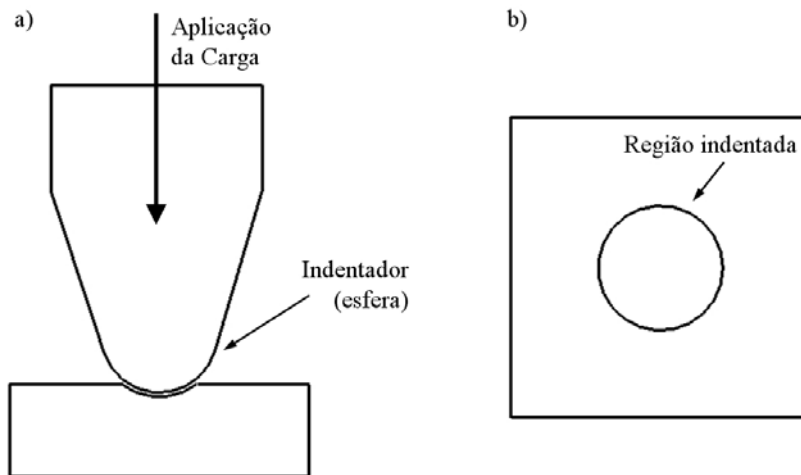 a)
Aplicação
da Carga
Indentador
(esfera)
b)
Região indentada